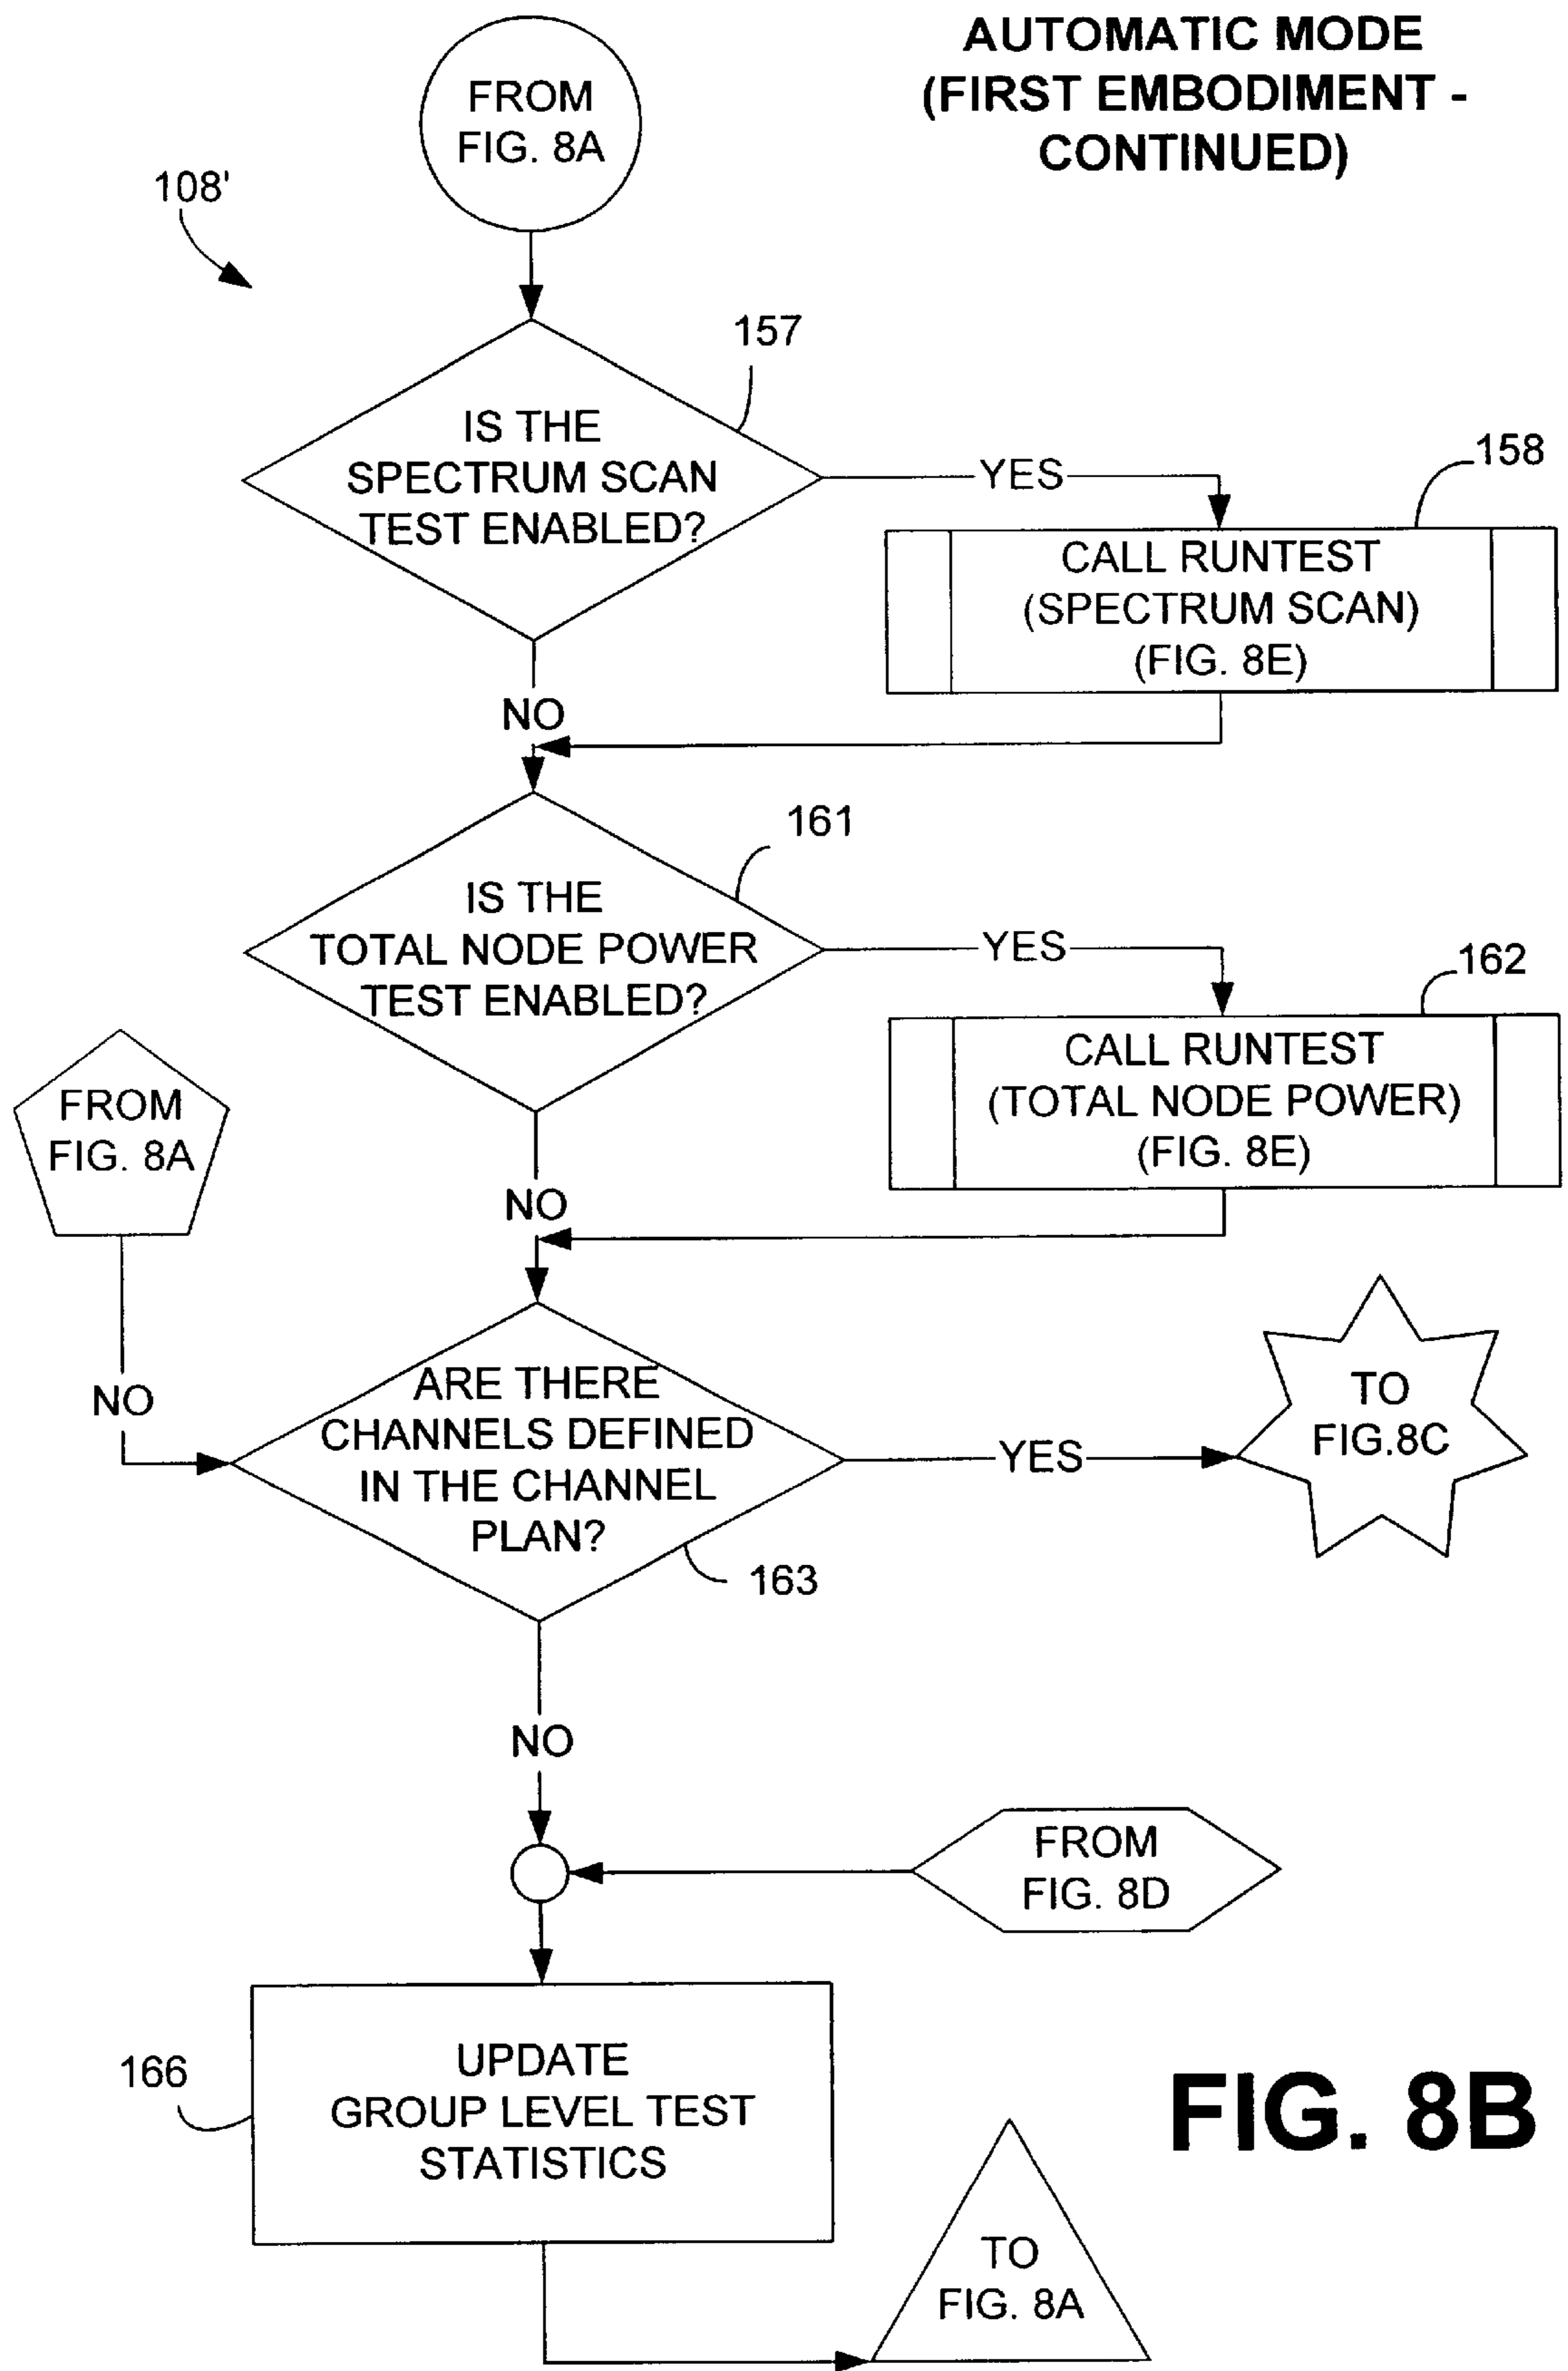 AUTOMATIC MODE
(FIRST EMBODIMENT -
CONTINUED)
FROM
FIG. 8A
108'
157
IS THE
SPECTRUM SCAN
TEST ENABLED?
YES
158
CALL RUNTEST
(SPECTRUM SCAN)
(FIG. 8E)
NO
161
IS THE
TOTAL NODE POWER
TEST ENABLED?
YES
162
CALL RUNTEST
(TOTAL NODE POWER)
(FIG. 8E)
FROM
FIG. 8A
NO
NO
ARE THERE
CHANNELS DEFINED
IN THE CHANNEL
PLAN?
YES
TO
FIG.8C
163
NO
FROM
FIG. 8D
166
UPDATE
GROUP LEVEL TEST
STATISTICS
FIG. 8B
TO
FIG. 8A